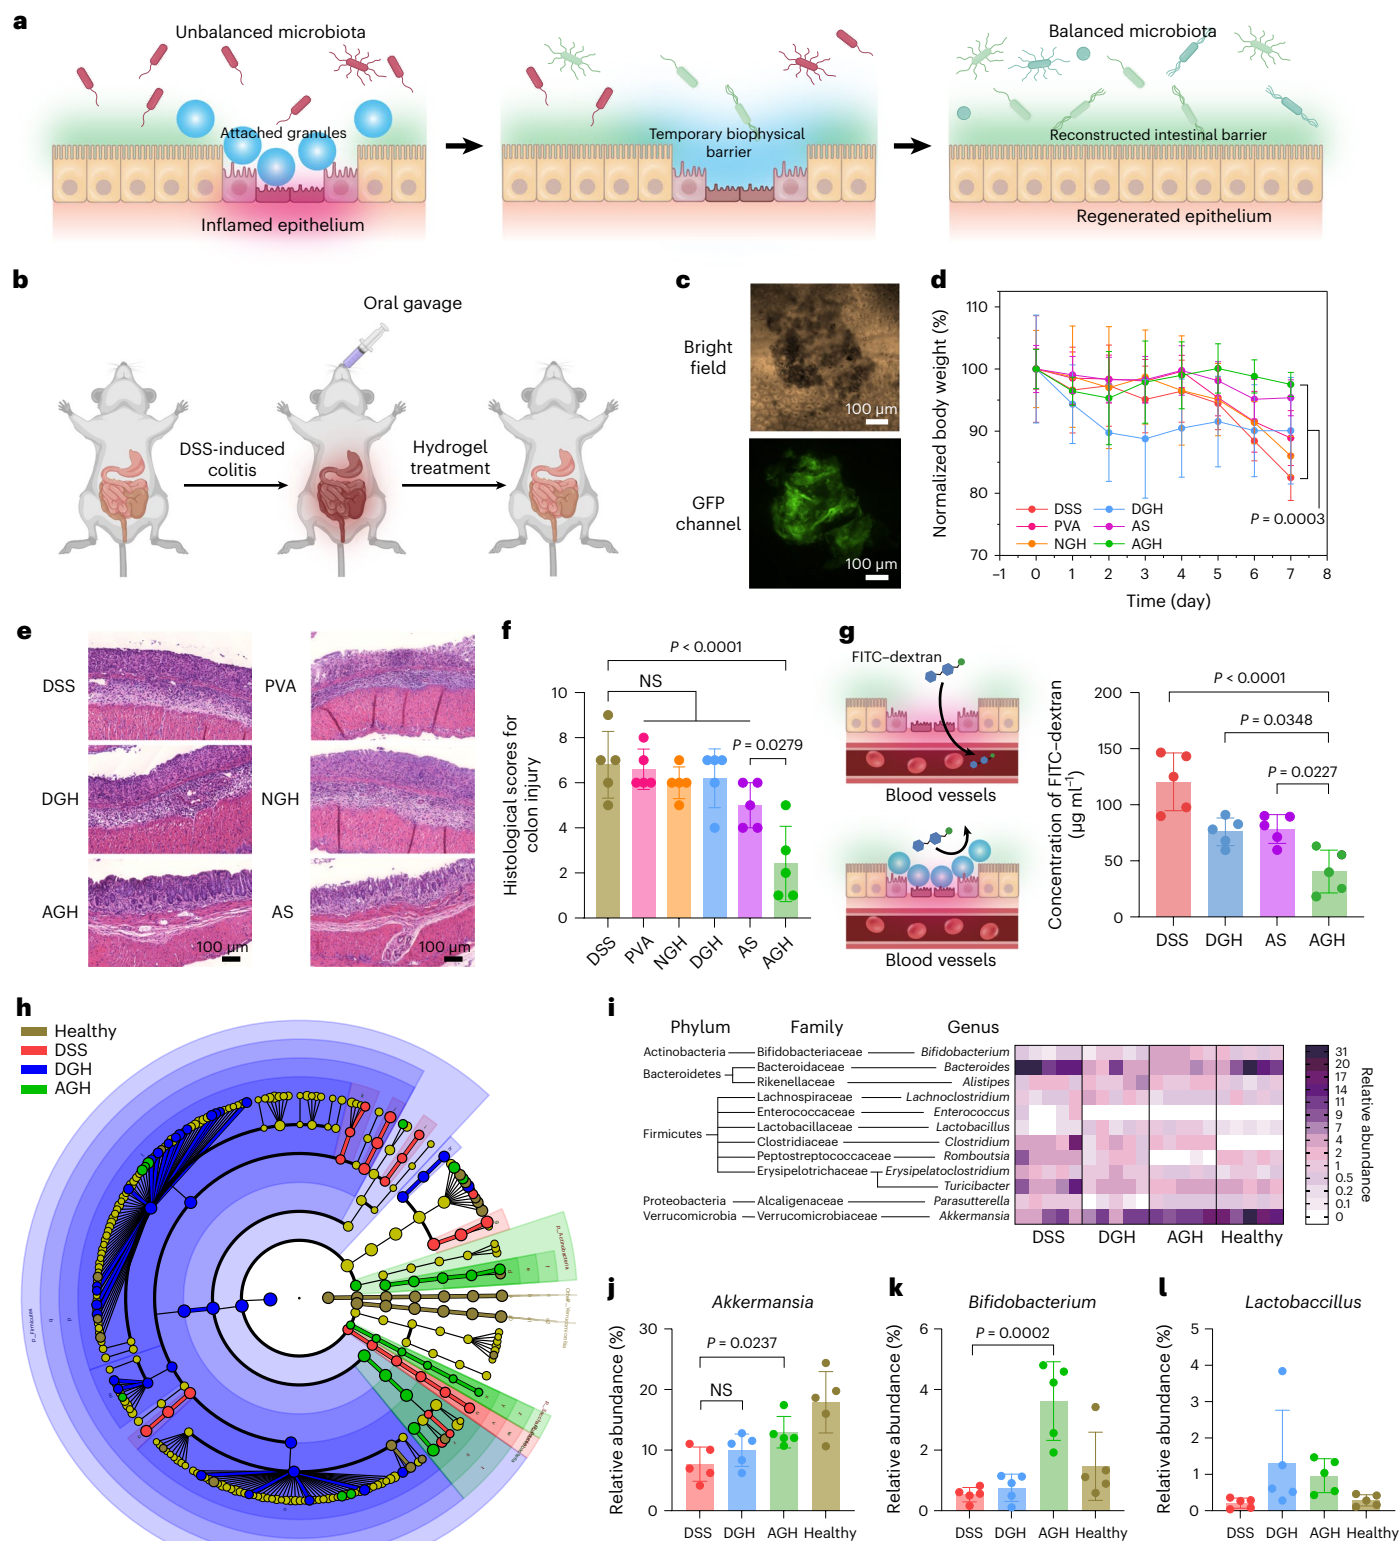 a
Unbalanced microbiota
Balanced microbiota
Attached granules
Temporary biophysical
barrier
Reconstructed intestinal barrier
Inflamed epithelium
Regenerated epithelium
b
Oral gavage
DSS-induced
colitis
Hydrogel
treatment
c
Bright
field
100 µm
GFP
channel
100 µm
d
Normalized body weight (%)
110
100
90
80
70
DSS
PVA
NGH
DGH
AS
AGH
P = 0.0003
−1 0 1 2 3 4 5 6 7 8
Time (day)
e
DSS
PVA
DGH
NGH
AGH
AS
100 µm
100 µm
f
Histological scores for
colon injury
P < 0.0001
NS
P = 0.0279
10
8
6
4
2
0
DSS PVA NGH DGH AS AGH
g
FITC–dextran
Blood vessels
Blood vessels
Concentration of FITC–dextran
(µg ml−1)
P < 0.0001
P = 0.0348
P = 0.0227
200
150
100
50
0
DSS DGH AS AGH
h
Healthy
DSS
DGH
AGH
p_Firmicutes
p_Actinobacteria
i
Phylum Family Genus
Actinobacteria Bifidobacteriaceae Bifidobacterium
Bacteroidetes Bacteroidaceae Bacteroides
Rikenellaceae Alistipes
Lachnospiraceae Lachnoclostridium
Enterococcaceae Enterococcus
Firmicutes Lactobacillaceae Lactobacillus
Clostridiaceae Clostridium
Peptostreptococcaceae Romboutsia
Erysipelotrichaceae Erysipelatoclostridium
Turicibacter
Proteobacteria Alcaligenaceae Parasutterella
Verrucomicrobia Verrucomicrobiaceae Akkermansia
DSS DGH AGH Healthy
31
20
17
14
11
9
7
4
2
1
0.5
0.2
0.1
0
Relative abundance
j
Akkermansia
Relative abundance (%)
30
20
10
0
P = 0.0237
NS
DSS DGH AGH Healthy
k
Bifidobacterium
Relative abundance (%)
6
4
2
0
P = 0.0002
DSS DGH AGH Healthy
l
Lactobaccillus
Relative abundance (%)
5
4
3
2
1
0
DSS DGH AGH Healthy